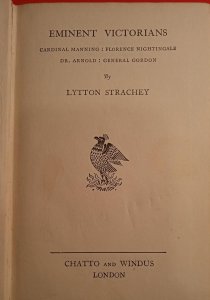 EMINENT VICTORIANS
CARDINAL MANNING : FLORENCE NIGHTINGALE
DR. ARNOLD : GENERAL GORDON
By
LYTTON STRACHEY
CHATTO AND WINDUS
LONDON